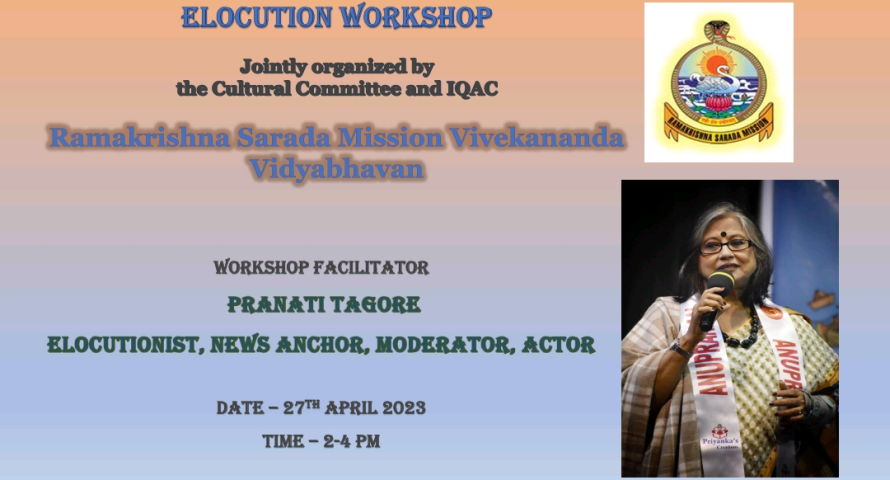 ELOCUTION WORKSHOP
Jointly organized by
the Cultural Committee and IQAC
Ramakrishna Sarada Mission Vivekananda
Vidyabhavan
WORKSHOP FACILITATOR
PRANATI TAGORE
ELOCUTIONIST, NEWS ANCHOR, MODERATOR, ACTOR
DATE – 27TH APRIL 2023
TIME – 2-4 PM
RAMAKRISHNA SARADA MISSION
ANUPRA
ANUPRA
Priyanka's